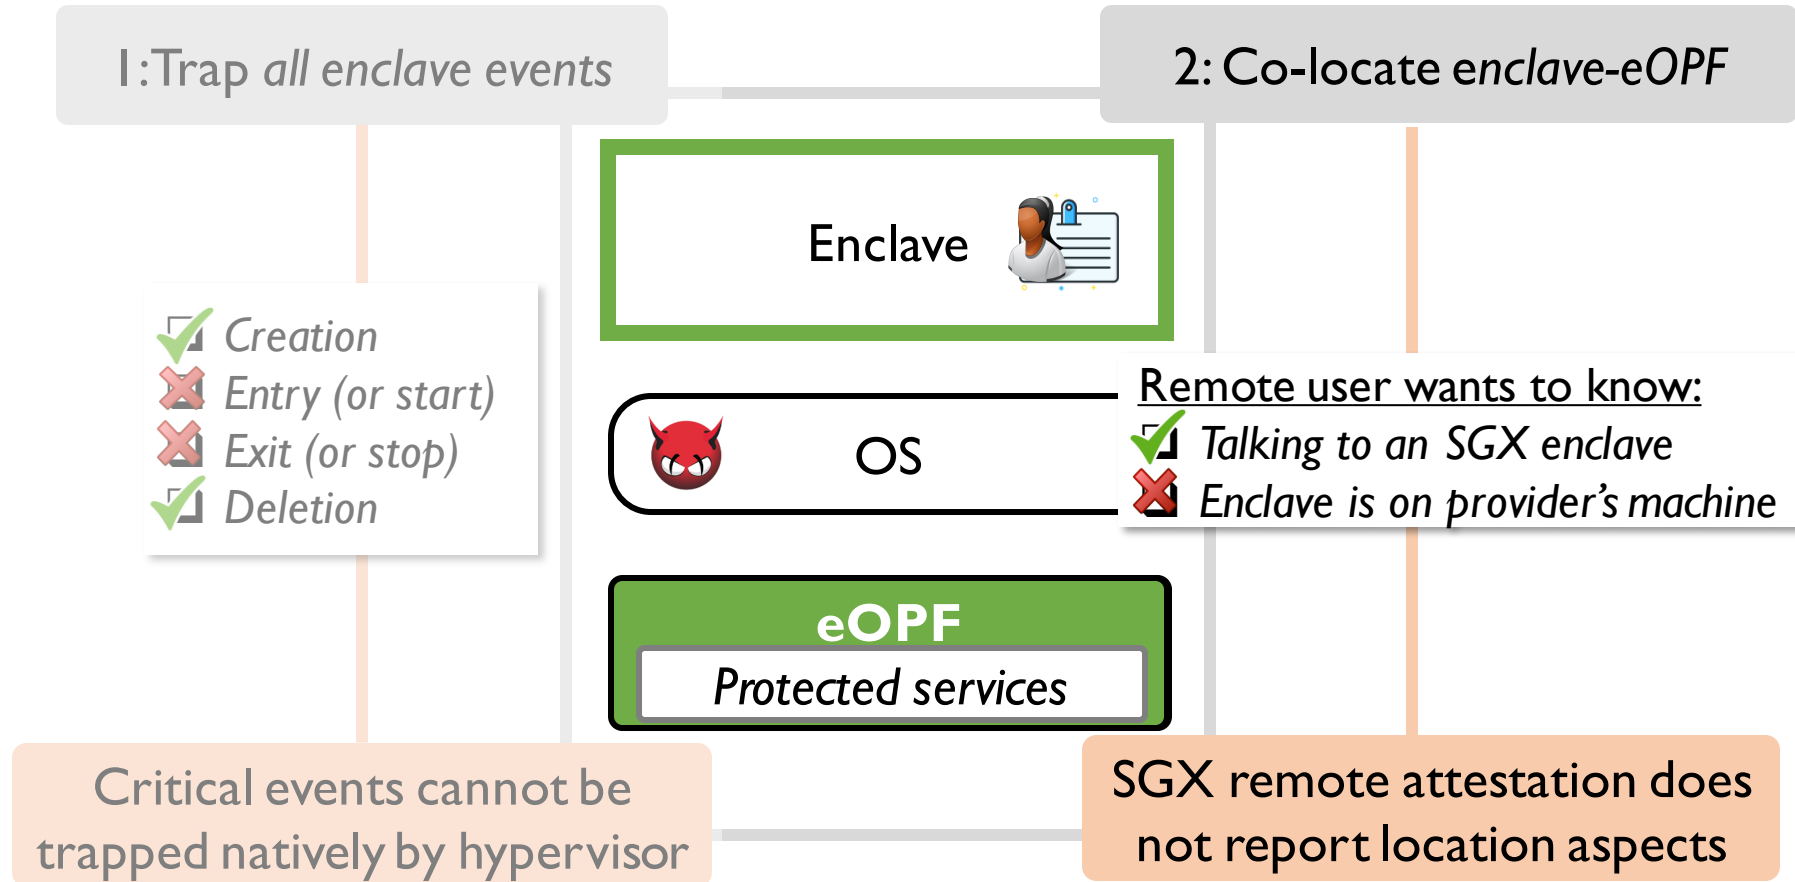 1: Trap all enclave events
2: Co-locate enclave-eOPF
Enclave
Creation
Entry (or start)
Exit (or stop)
Deletion
OS
Remote user wants to know:
Talking to an SGX enclave
Enclave is on provider's machine
eOPF
Protected services
Critical events cannot be
trapped natively by hypervisor
SGX remote attestation does
not report location aspects